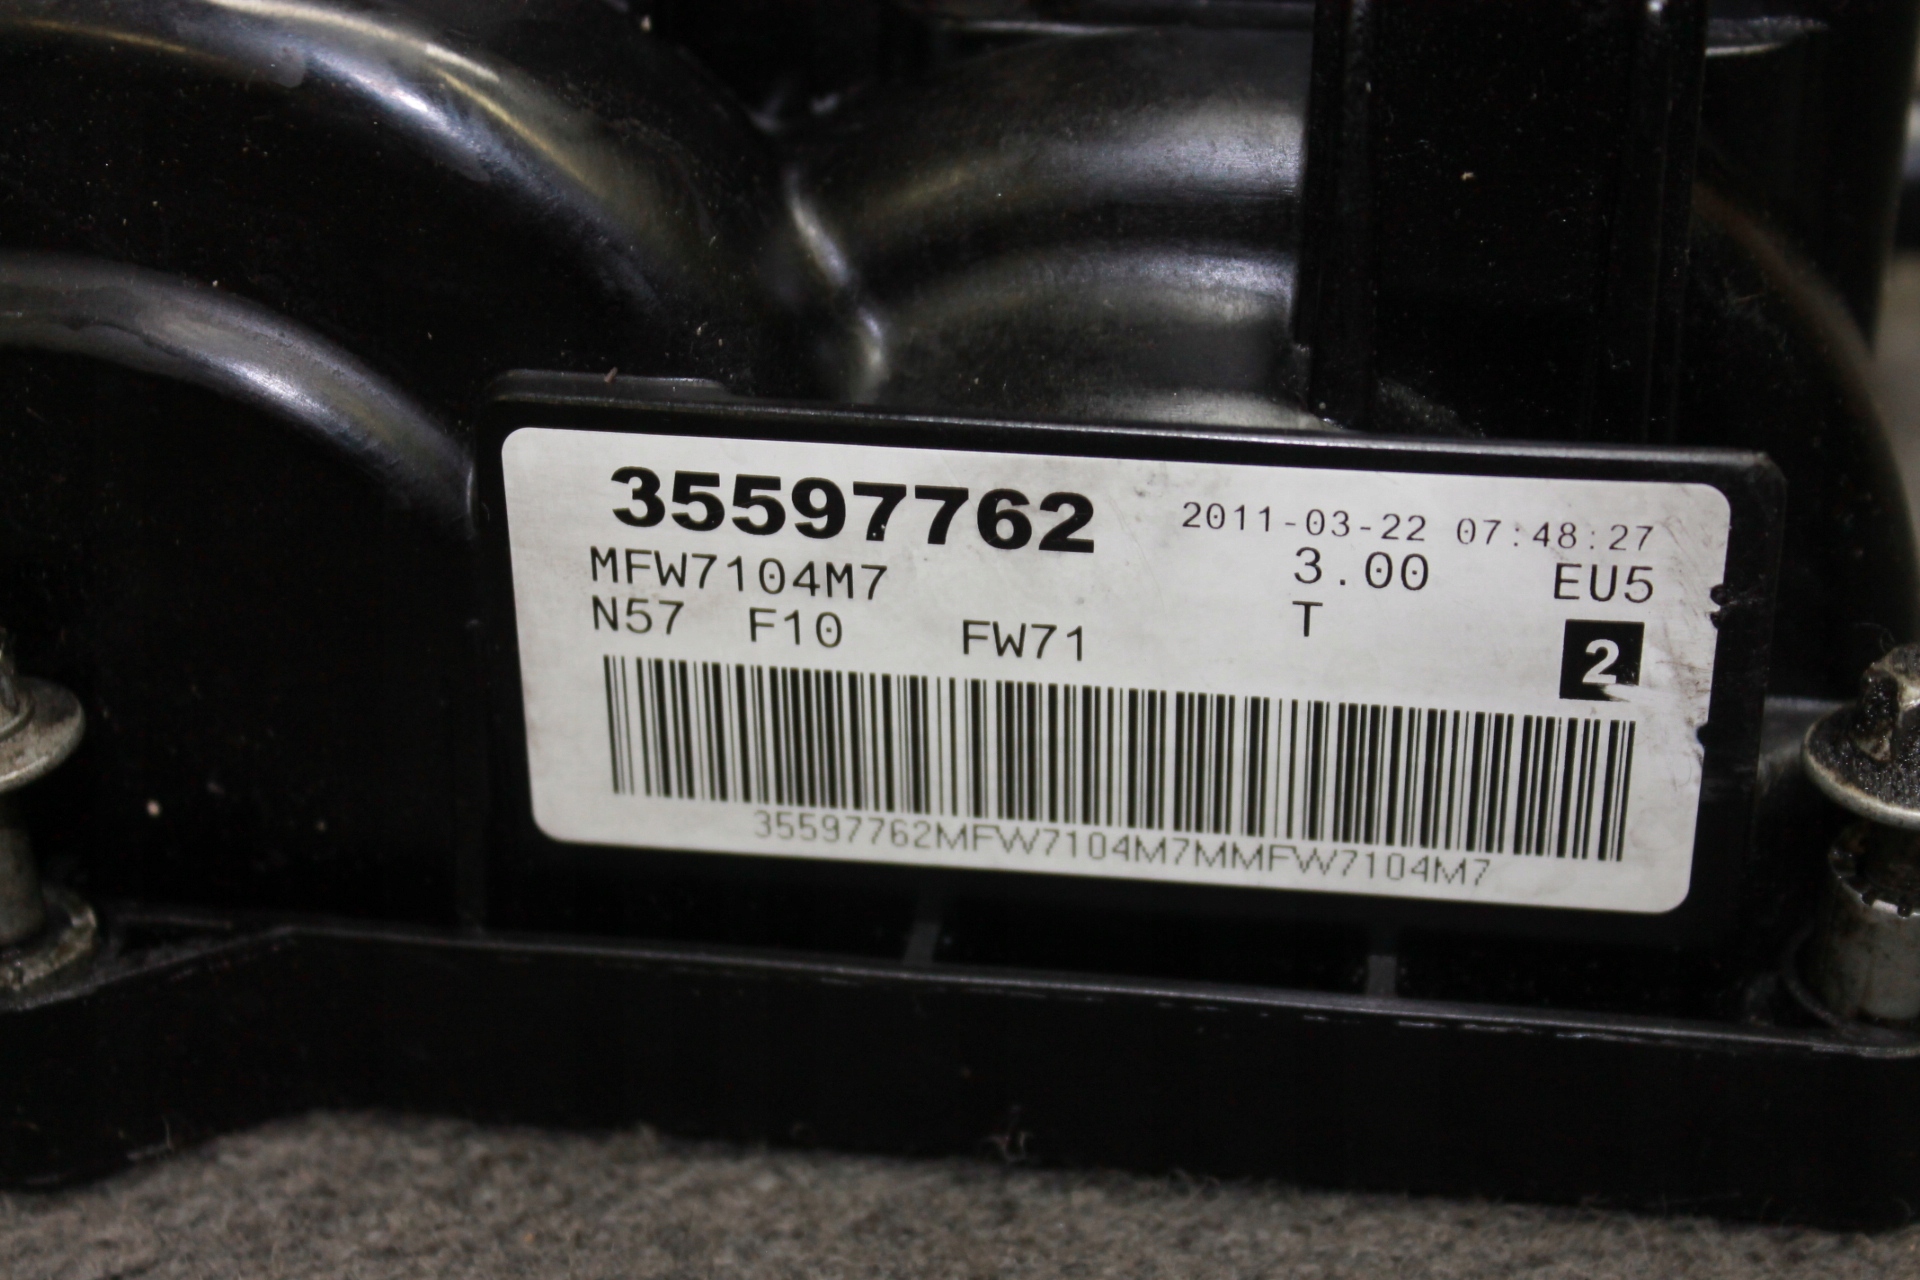 35597762 2011-03-22 07:48:27
MFW7104M7 3.00 EU5
N57 F10 FW71 T 2
35597762MFW7104M7MMFW7104M7